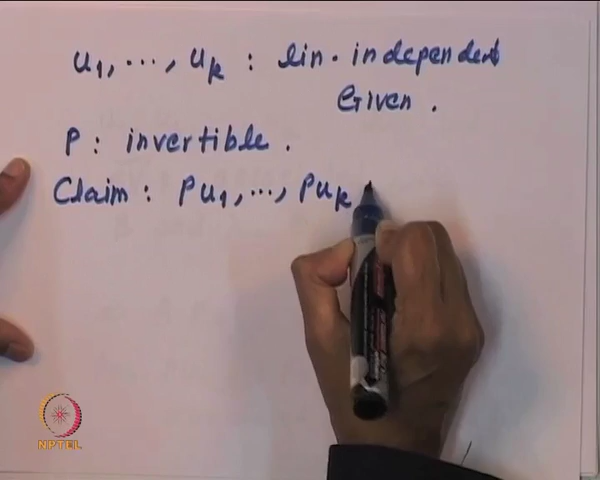 u₁, ⋯, uₖ : lin. independent
Given.
P : invertible.
Claim : Pu₁, ⋯, Puₖ
NPTEL